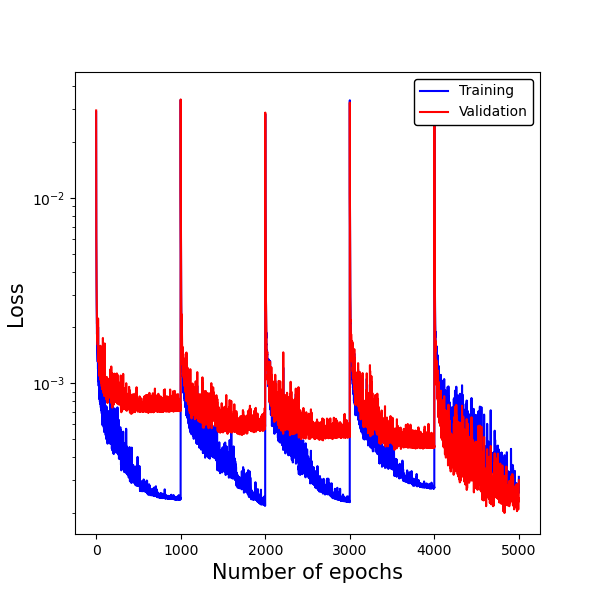 Training
Validation
Loss
10⁻²
10⁻³
0 1000 2000 3000 4000 5000
Number of epochs